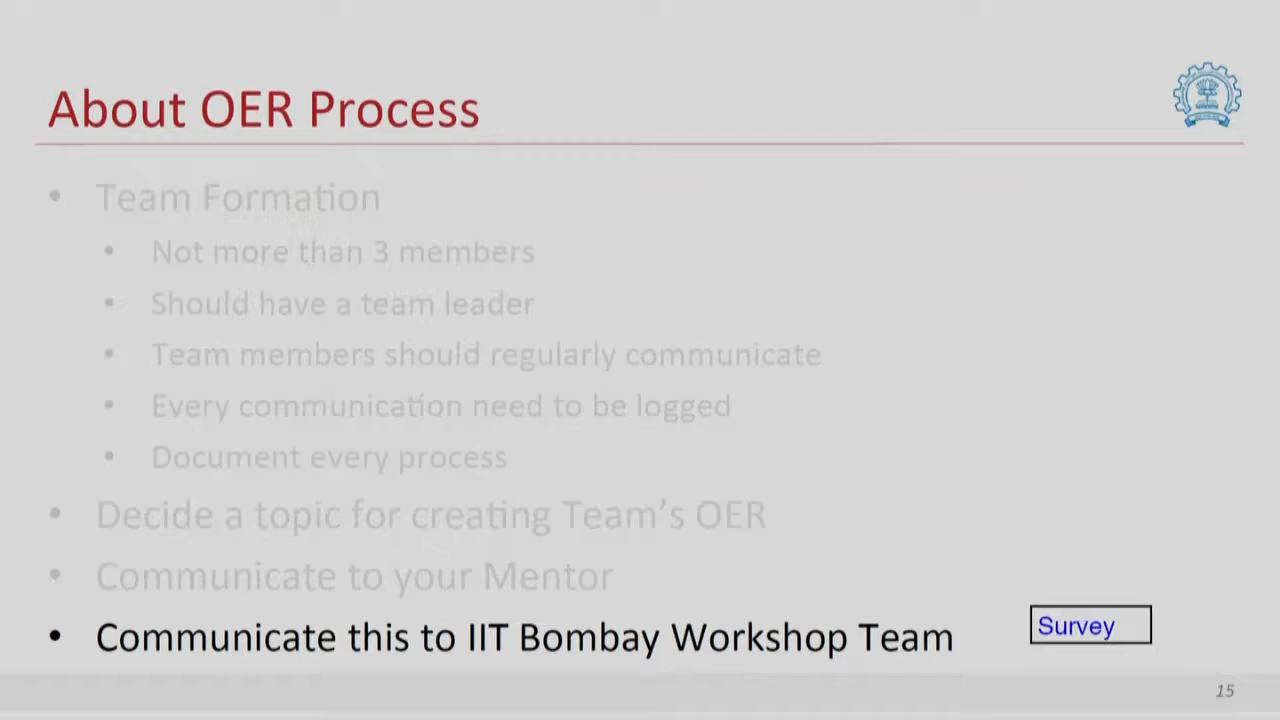 About OER Process
• Team Formation
• Not more than 3 members
• Should have a team leader
• Team members should regularly communicate
• Every communication need to be logged
• Document every process
• Decide a topic for creating Team’s OER
• Communicate to your Mentor
• Communicate this to IIT Bombay Workshop Team
Survey
15